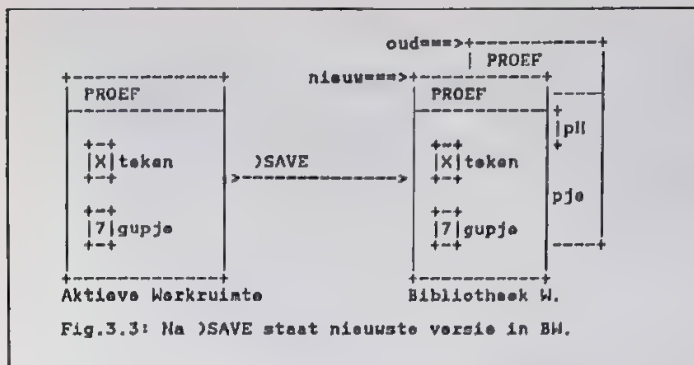 oud===>
PROEF
nieuw===>
PROEF PROEF
|X|teken )SAVE |X|teken |pl|
|7|gupje |7|gupje pje
Aktieve Werkruimte Bibliotheek W.
Fig.3.3: Na )SAVE staat nieuwste versie in BW.